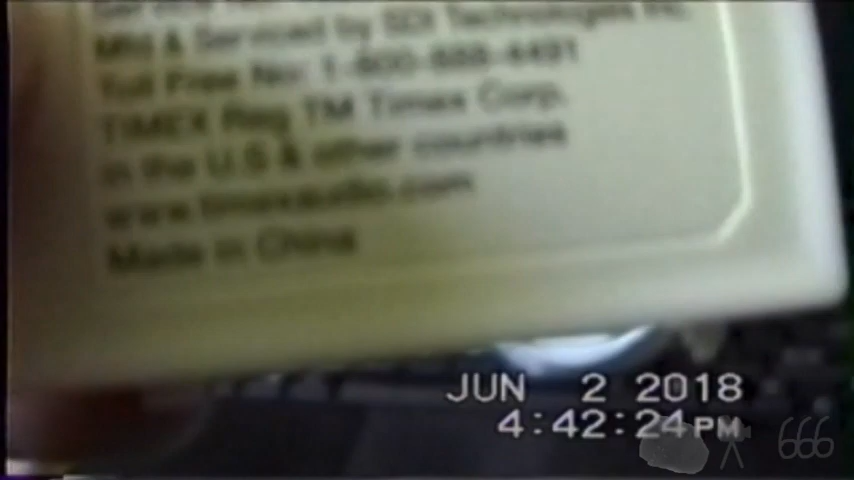 Mfd & Serviced by SDI Technologies Inc.
Toll Free No: 1-800-888-4491
TIMEX Reg TM Timex Corp.
in the U.S & other countries
www.timexaudio.com
Made in China
JUN 2 2018
4:42:24PM
666